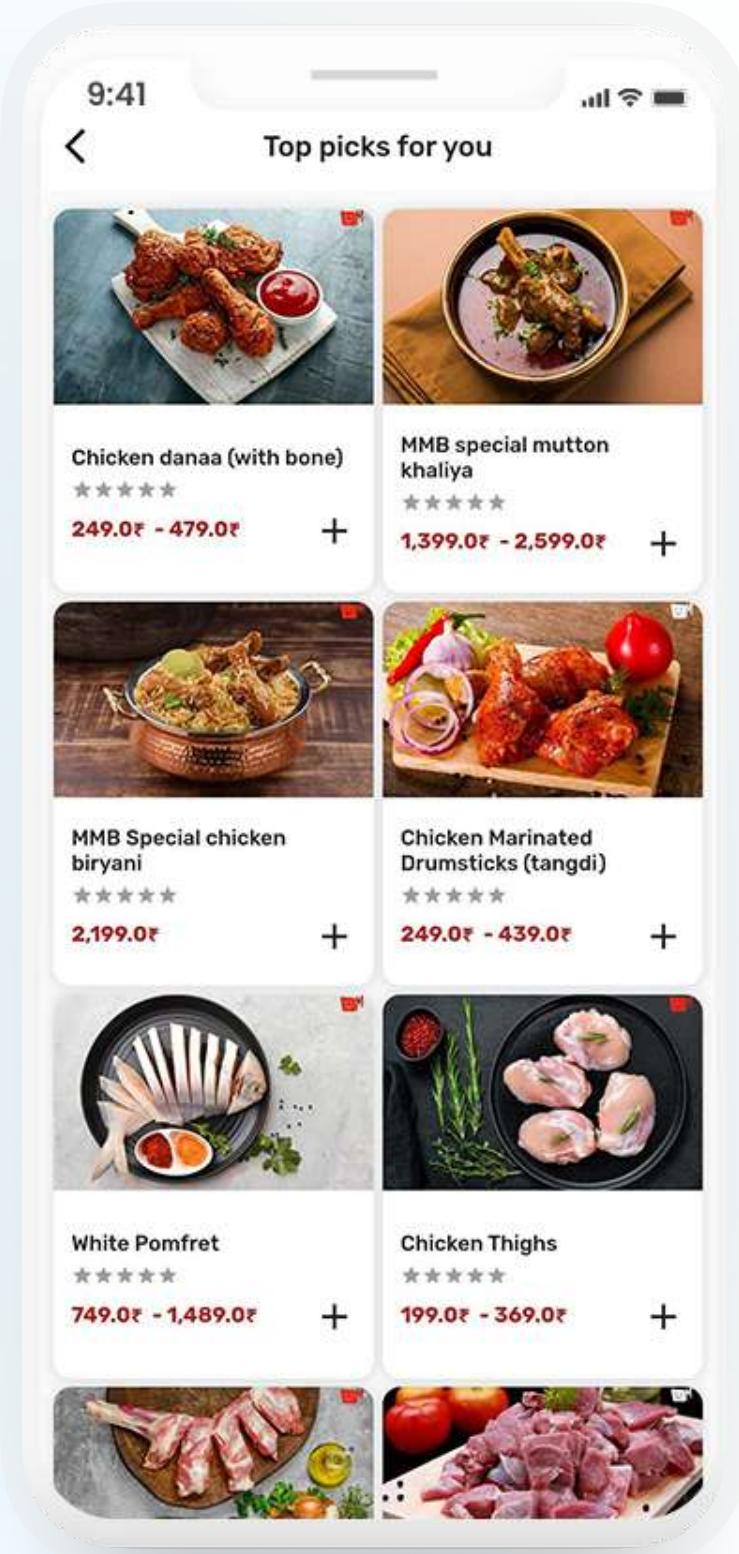 9:41
Top picks for you
Chicken danaa (with bone)
249.0₹ - 479.0₹
MMB special mutton
khaliya
1,399.0₹ - 2,599.0₹
MMB Special chicken
biryani
2,199.0₹
Chicken Marinated
Drumsticks (tangdi)
249.0₹ - 439.0₹
White Pomfret
749.0₹ - 1,489.0₹
Chicken Thighs
199.0₹ - 369.0₹